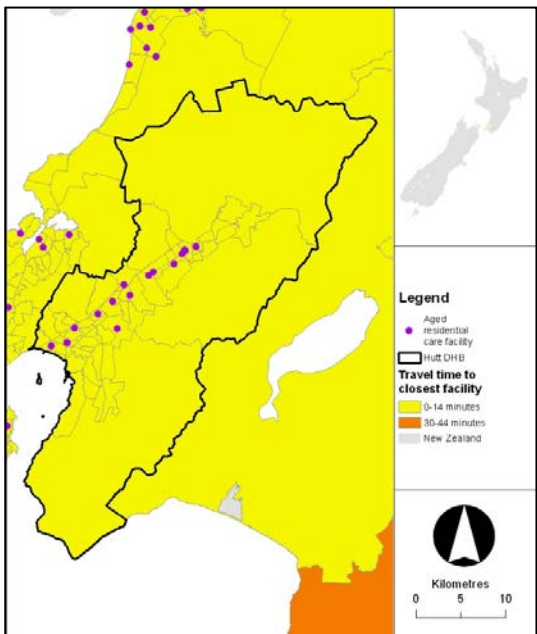 Legend
Aged
residential
care facility
Hutt DHB
Travel time to
closest facility
0-14 minutes
30-44 minutes
New Zealand
Kilometres
0 5 10